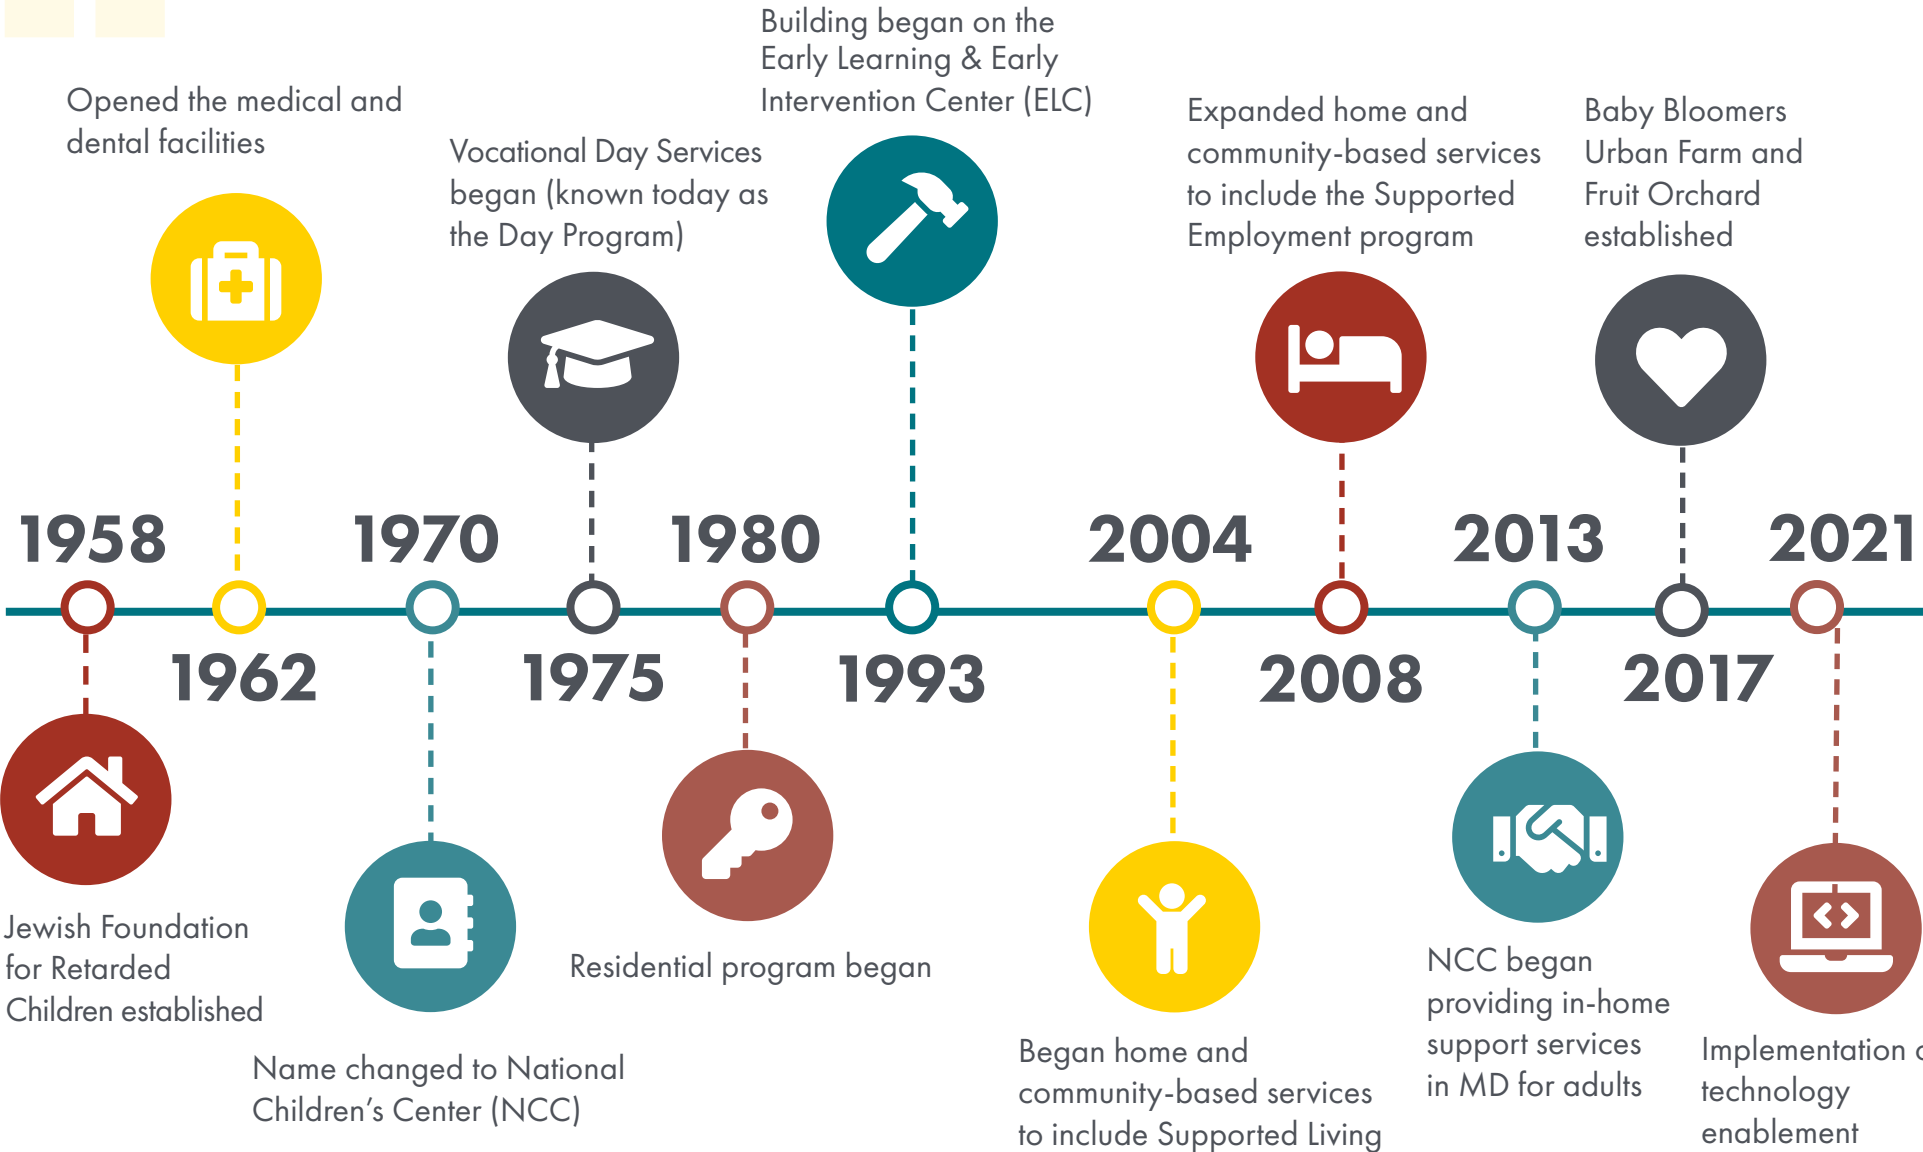 Building began on the
Early Learning & Early
Intervention Center (ELC)
Opened the medical and
dental facilities
Vocational Day Services
began (known today as
the Day Program)
Expanded home and
community-based services
to include the Supported
Employment program
Baby Bloomers
Urban Farm and
Fruit Orchard
established
1958
1970
1980
2004
2013
2021
1962
1975
1993
2008
2017
Jewish Foundation
for Retarded
Children established
Name changed to National
Children's Center (NCC)
Residential program began
Began home and
community-based services
to include Supported Living
NCC began
providing in-home
support services
in MD for adults
Implementation
technology
enablement